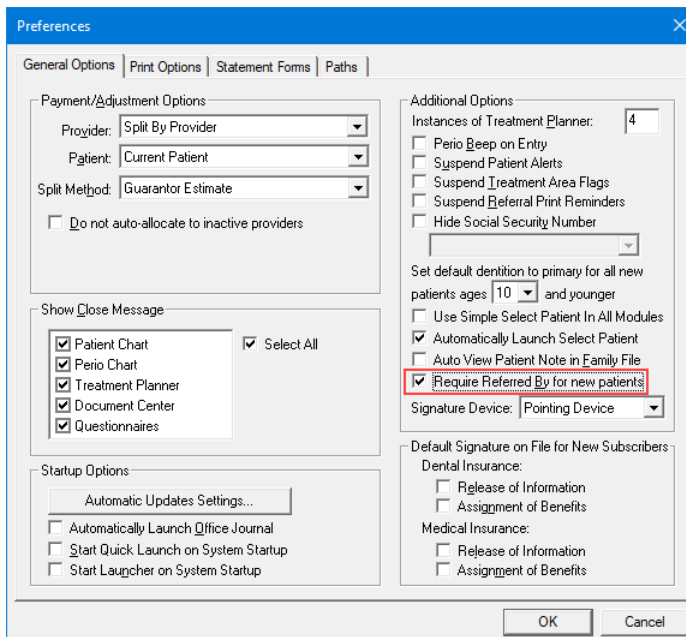 Preferences
General Options
Print Options
Statement Forms
Paths
Payment/Adjustment Options
Provider: Split By Provider
Patient: Current Patient
Split Method: Guarantor Estimate
Do not auto-allocate to inactive providers
Show Close Message
Patient Chart
Perio Chart
Treatment Planner
Document Center
Questionnaires
Select All
Startup Options
Automatic Updates Settings...
Automatically Launch Office Journal
Start Quick Launch on System Startup
Start Launcher on System Startup
Additional Options
Instances of Treatment Planner: 4
Perio Beep on Entry
Suspend Patient Alerts
Suspend Treatment Area Flags
Suspend Referral Print Reminders
Hide Social Security Number
Set default dentition to primary for all new
patients ages 10 and younger
Use Simple Select Patient In All Modules
Automatically Launch Select Patient
Auto View Patient Note in Family File
Require Referred By for new patients
Signature Device: Pointing Device
Default Signature on File for New Subscribers
Dental Insurance:
Release of Information
Assignment of Benefits
Medical Insurance:
Release of Information
Assignment of Benefits
OK
Cancel